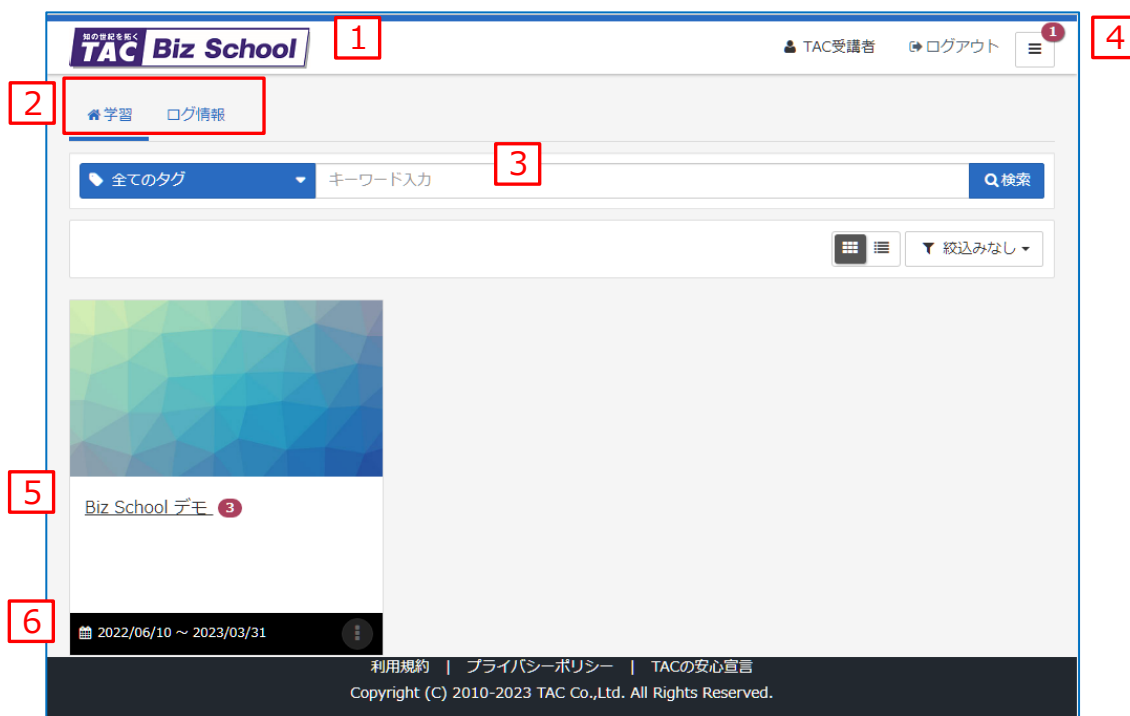 知の世紀を拓く
TAC Biz School
1
TAC受講者
ログアウト
1
4
2
学習
ログ情報
全てのタグ
キーワード入力
3
検索
絞込みなし
5
Biz School デモ 3
6
2022/06/10 ～ 2023/03/31
利用規約 | プライバシーポリシー | TACの安心宣言
Copyright (C) 2010-2023 TAC Co.,Ltd. All Rights Reserved.